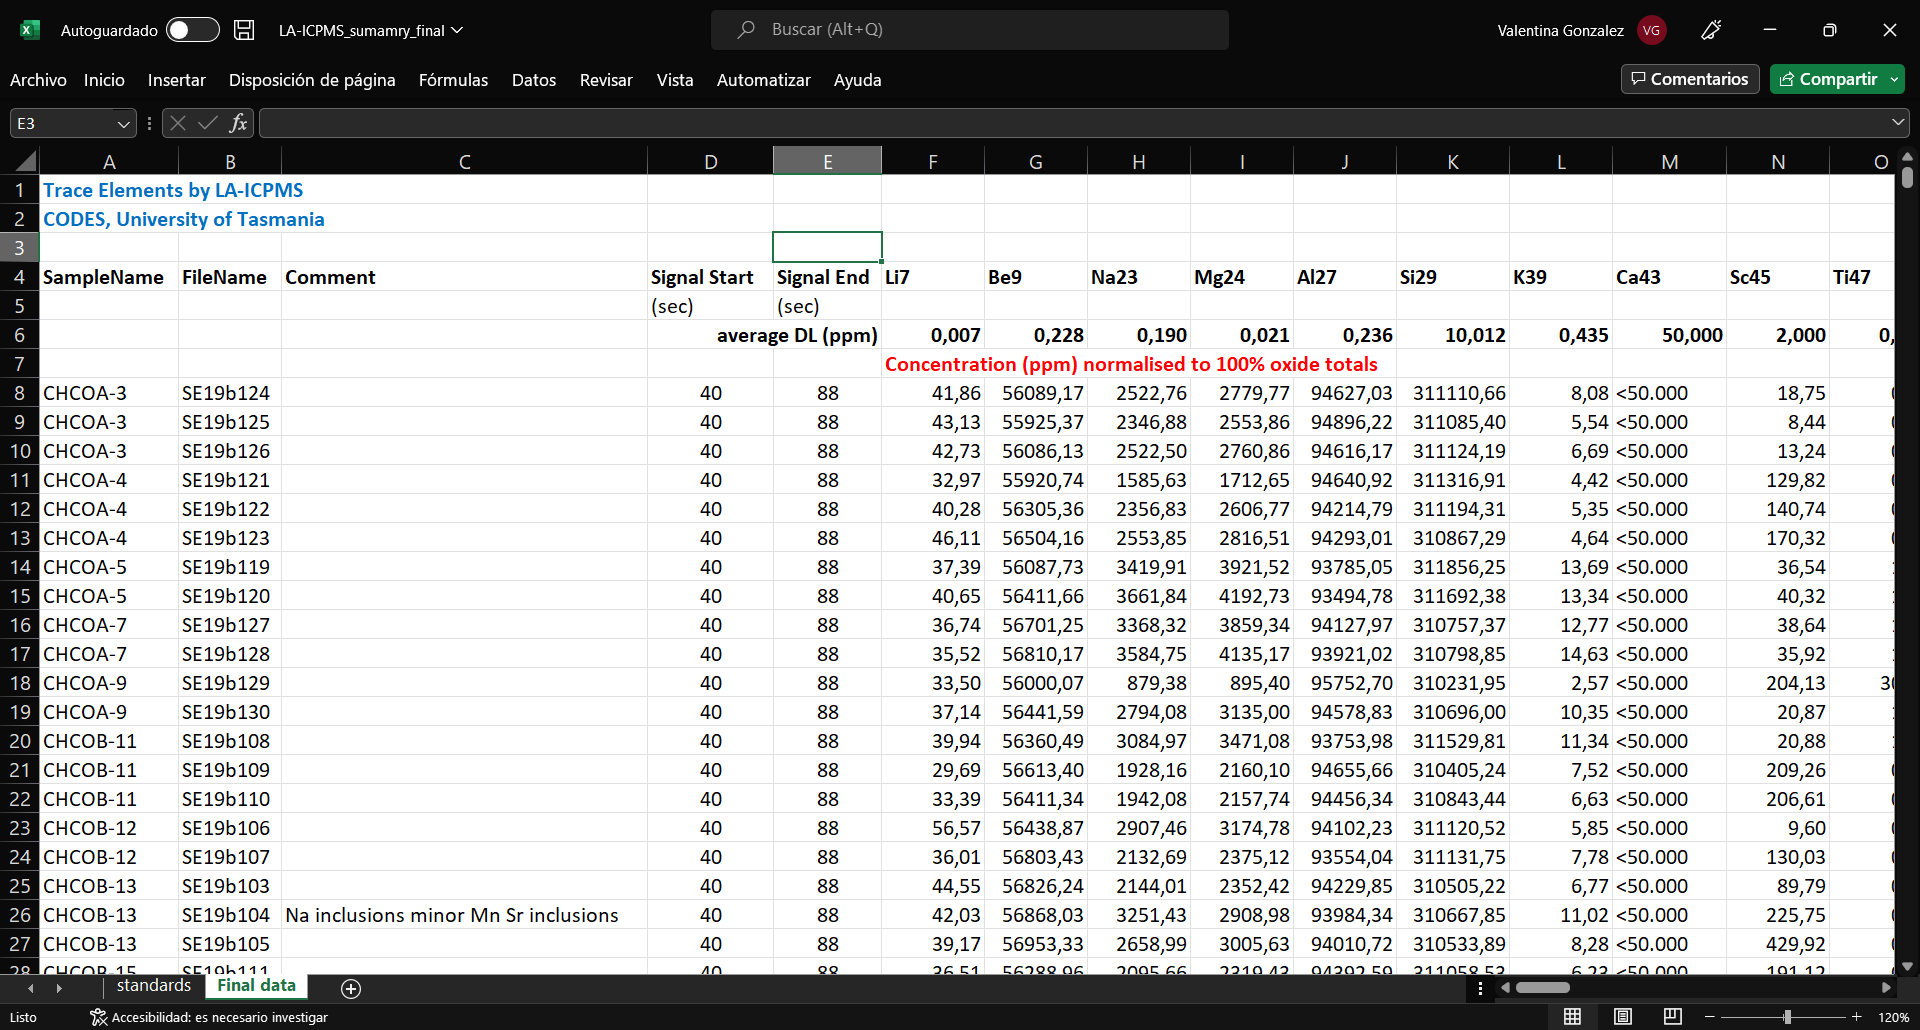 Autoguardado LA-ICPMS_sumamry_final Buscar (Alt+Q) Valentina Gonzalez VG
Archivo Inicio Insertar Disposición de página Fórmulas Datos Revisar Vista Automatizar Ayuda Comentarios Compartir
E3 fx
A B C D E F G H I J K L M N O
1 Trace Elements by LA-ICPMS
2 CODES, University of Tasmania
3
4 SampleName FileName Comment Signal Start Signal End Li7 Be9 Na23 Mg24 Al27 Si29 K39 Ca43 Sc45 Ti47
5 (sec) (sec)
6 average DL (ppm) 0,007 0,228 0,190 0,021 0,236 10,012 0,435 50,000 2,000 0,
7 Concentration (ppm) normalised to 100% oxide totals
8 CHCOA-3 SE19b124 40 88 41,86 56089,17 2522,76 2779,77 94627,03 311110,66 8,08 <50.000 18,75
9 CHCOA-3 SE19b125 40 88 43,13 55925,37 2346,88 2553,86 94896,22 311085,40 5,54 <50.000 8,44
10 CHCOA-3 SE19b126 40 88 42,73 56086,13 2522,50 2760,86 94616,17 311124,19 6,69 <50.000 13,24
11 CHCOA-4 SE19b121 40 88 32,97 55920,74 1585,63 1712,65 94640,92 311316,91 4,42 <50.000 129,82
12 CHCOA-4 SE19b122 40 88 40,28 56305,36 2356,83 2606,77 94214,79 311194,31 5,35 <50.000 140,74
13 CHCOA-4 SE19b123 40 88 46,11 56504,16 2553,85 2816,51 94293,01 310867,29 4,64 <50.000 170,32
14 CHCOA-5 SE19b119 40 88 37,39 56087,73 3419,91 3921,52 93785,05 311856,25 13,69 <50.000 36,54
15 CHCOA-5 SE19b120 40 88 40,65 56411,66 3661,84 4192,73 93494,78 311692,38 13,34 <50.000 40,32
16 CHCOA-7 SE19b127 40 88 36,74 56701,25 3368,32 3859,34 94127,97 310757,37 12,77 <50.000 38,64
17 CHCOA-7 SE19b128 40 88 35,52 56810,17 3584,75 4135,17 93921,02 310798,85 14,63 <50.000 35,92
18 CHCOA-9 SE19b129 40 88 33,50 56000,07 879,38 895,40 95752,70 310231,95 2,57 <50.000 204,13 3
19 CHCOA-9 SE19b130 40 88 37,14 56441,59 2794,08 3135,00 94578,83 310696,00 10,35 <50.000 20,87
20 CHCOB-11 SE19b108 40 88 39,94 56360,49 3084,97 3471,08 93753,98 311529,81 11,34 <50.000 20,88
21 CHCOB-11 SE19b109 40 88 29,69 56613,40 1928,16 2160,10 94655,66 310405,24 7,52 <50.000 209,26
22 CHCOB-11 SE19b110 40 88 33,39 56411,34 1942,08 2157,74 94456,34 310843,44 6,63 <50.000 206,61
23 CHCOB-12 SE19b106 40 88 56,57 56438,87 2907,46 3174,78 94102,23 311120,52 5,85 <50.000 9,60
24 CHCOB-12 SE19b107 40 88 36,01 56803,43 2132,69 2375,12 93554,04 311131,75 7,78 <50.000 130,03
25 CHCOB-13 SE19b103 40 88 44,55 56826,24 2144,01 2352,42 94229,85 310505,22 6,77 <50.000 89,79
26 CHCOB-13 SE19b104 Na inclusions minor Mn Sr inclusions 40 88 42,03 56868,03 3251,43 2908,98 93984,34 310667,85 11,02 <50.000 225,75
27 CHCOB-13 SE19b105 40 88 39,17 56953,33 2658,99 3005,63 94010,72 310533,89 8,28 <50.000 429,92
28 CHCOB-15 SE19b111 40 88 36,51 56288,96 2095,66 2319,43 94392,59 311058,53 6,23 <50.000 191,12
standards Final data
Listo Accesibilidad: es necesario investigar 120%